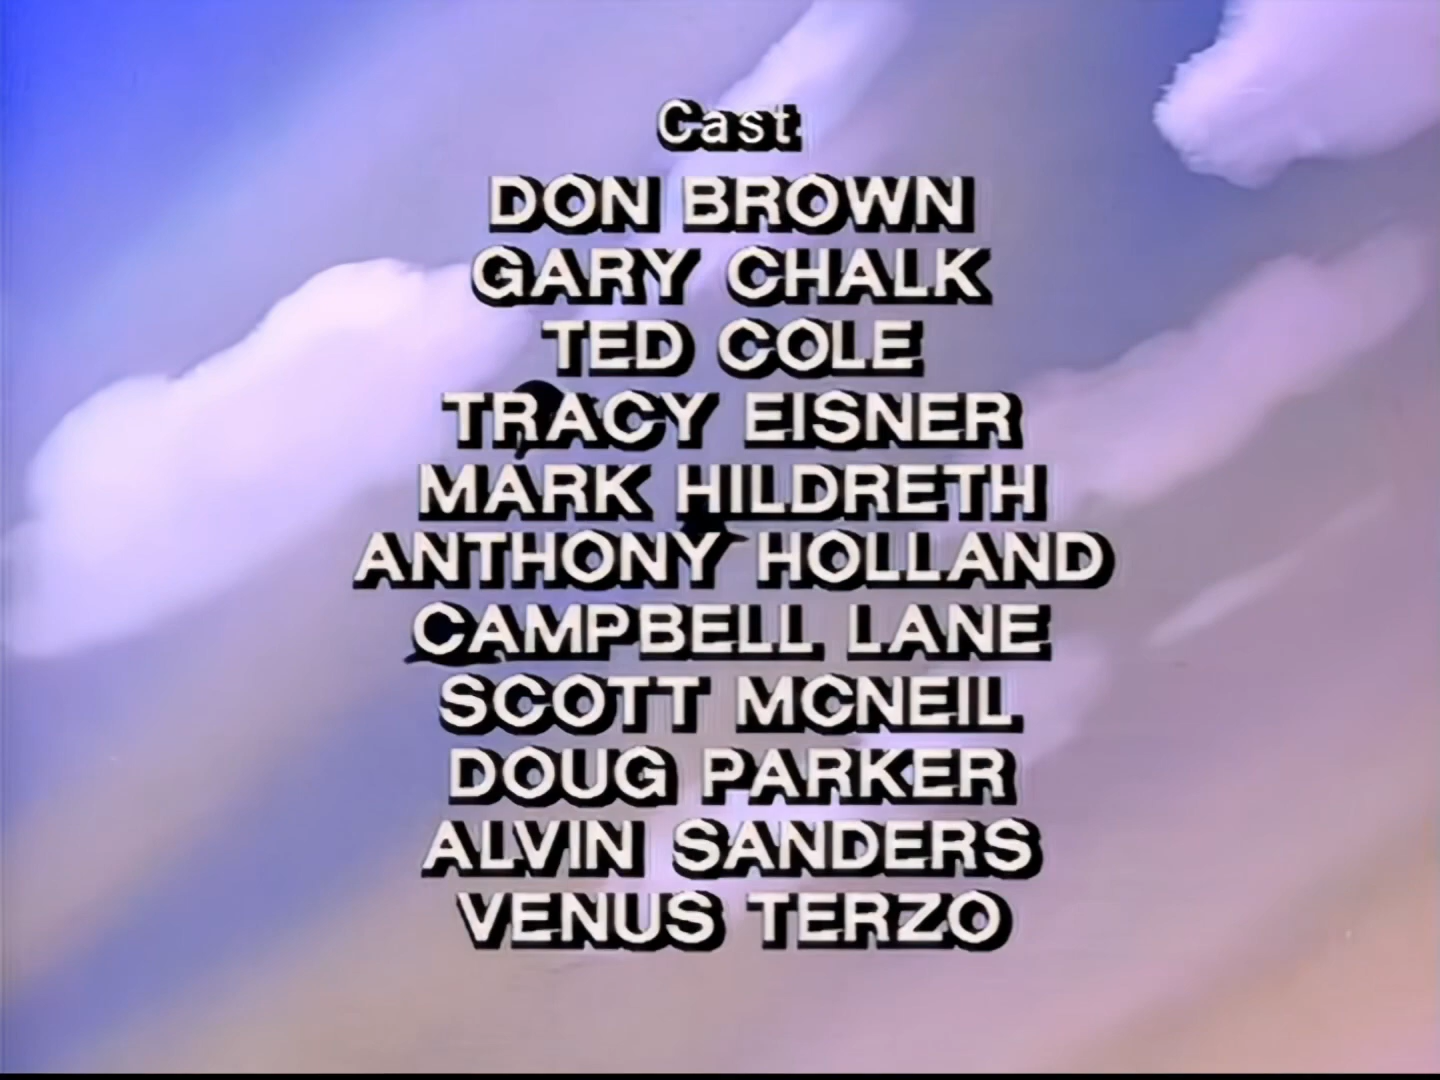 Cast
DON BROWN
GARY CHALK
TED COLE
TRACY EISNER
MARK HILDRETH
ANTHONY HOLLAND
CAMPBELL LANE
SCOTT MCNEIL
DOUG PARKER
ALVIN SANDERS
VENUS TERZO